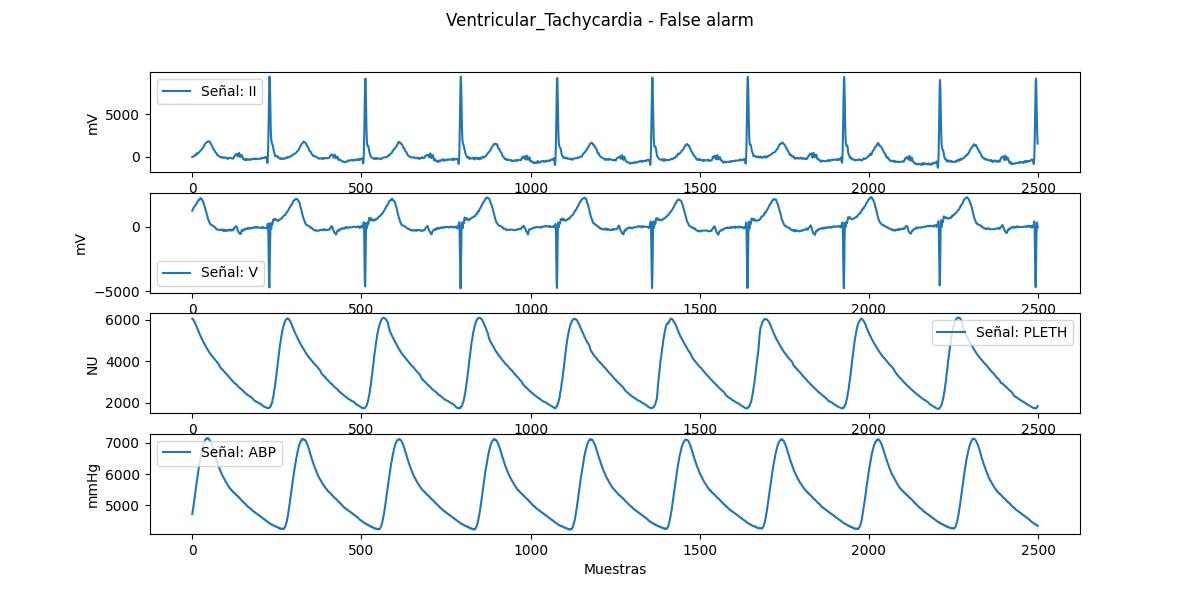 Ventricular_Tachycardia - False alarm
Señal: II
mV
5000
0
0 500 1000 1500 2000 2500
Señal: V
mV
0
−5000
0 500 1000 1500 2000 2500
Señal: PLETH
NU
6000
4000
2000
0 500 1000 1500 2000 2500
Señal: ABP
mmHg
7000
6000
5000
0 500 1000 1500 2000 2500
Muestras